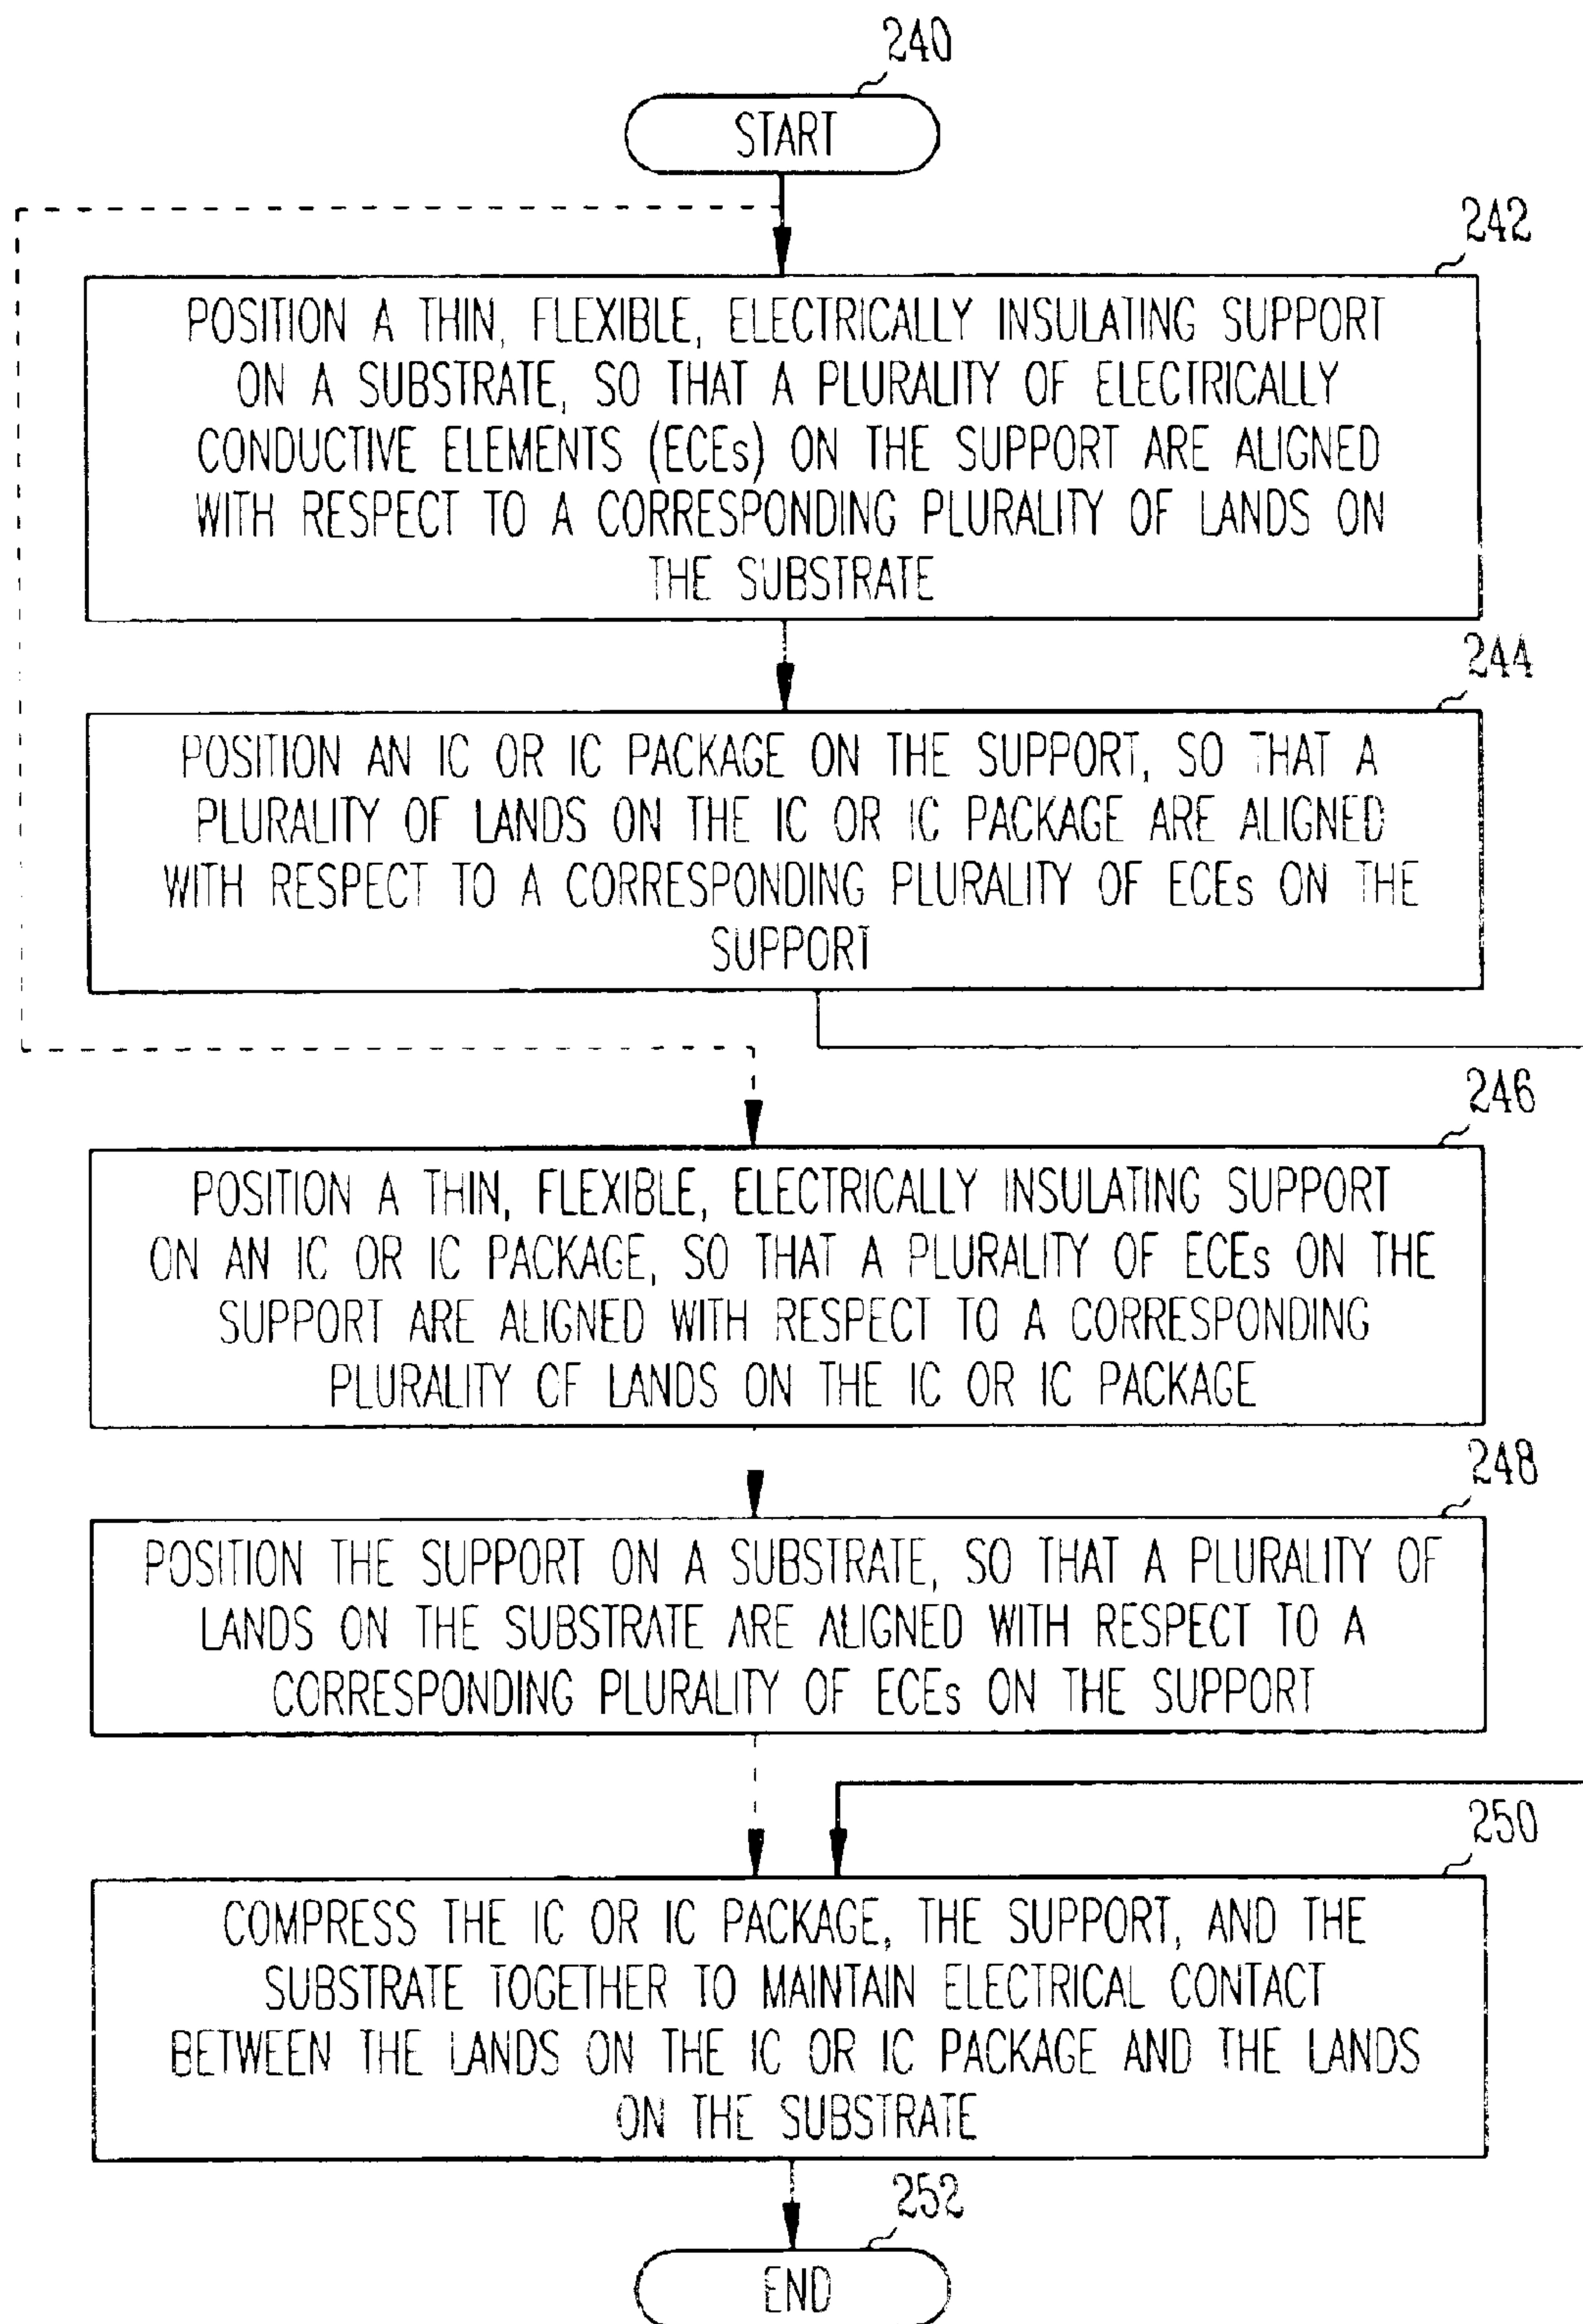 240
START
242
POSITION A THIN, FLEXIBLE, ELECTRICALLY INSULATING SUPPORT
ON A SUBSTRATE, SO THAT A PLURALITY OF ELECTRICALLY
CONDUCTIVE ELEMENTS (ECEs) ON THE SUPPORT ARE ALIGNED
WITH RESPECT TO A CORRESPONDING PLURALITY OF LANDS ON
THE SUBSTRATE
244
POSITION AN IC OR IC PACKAGE ON THE SUPPORT, SO THAT A
PLURALITY OF LANDS ON THE IC OR IC PACKAGE ARE ALIGNED
WITH RESPECT TO A CORRESPONDING PLURALITY OF ECEs ON THE
SUPPORT
246
POSITION A THIN, FLEXIBLE, ELECTRICALLY INSULATING SUPPORT
ON AN IC OR IC PACKAGE, SO THAT A PLURALITY OF ECEs ON THE
SUPPORT ARE ALIGNED WITH RESPECT TO A CORRESPONDING
PLURALITY OF LANDS ON THE IC OR IC PACKAGE
248
POSITION THE SUPPORT ON A SUBSTRATE, SO THAT A PLURALITY OF
LANDS ON THE SUBSTRATE ARE ALIGNED WITH RESPECT TO A
CORRESPONDING PLURALITY OF ECEs ON THE SUPPORT
250
COMPRESS THE IC OR IC PACKAGE, THE SUPPORT, AND THE
SUBSTRATE TOGETHER TO MAINTAIN ELECTRICAL CONTACT
BETWEEN THE LANDS ON THE IC OR IC PACKAGE AND THE LANDS
ON THE SUBSTRATE
252
END